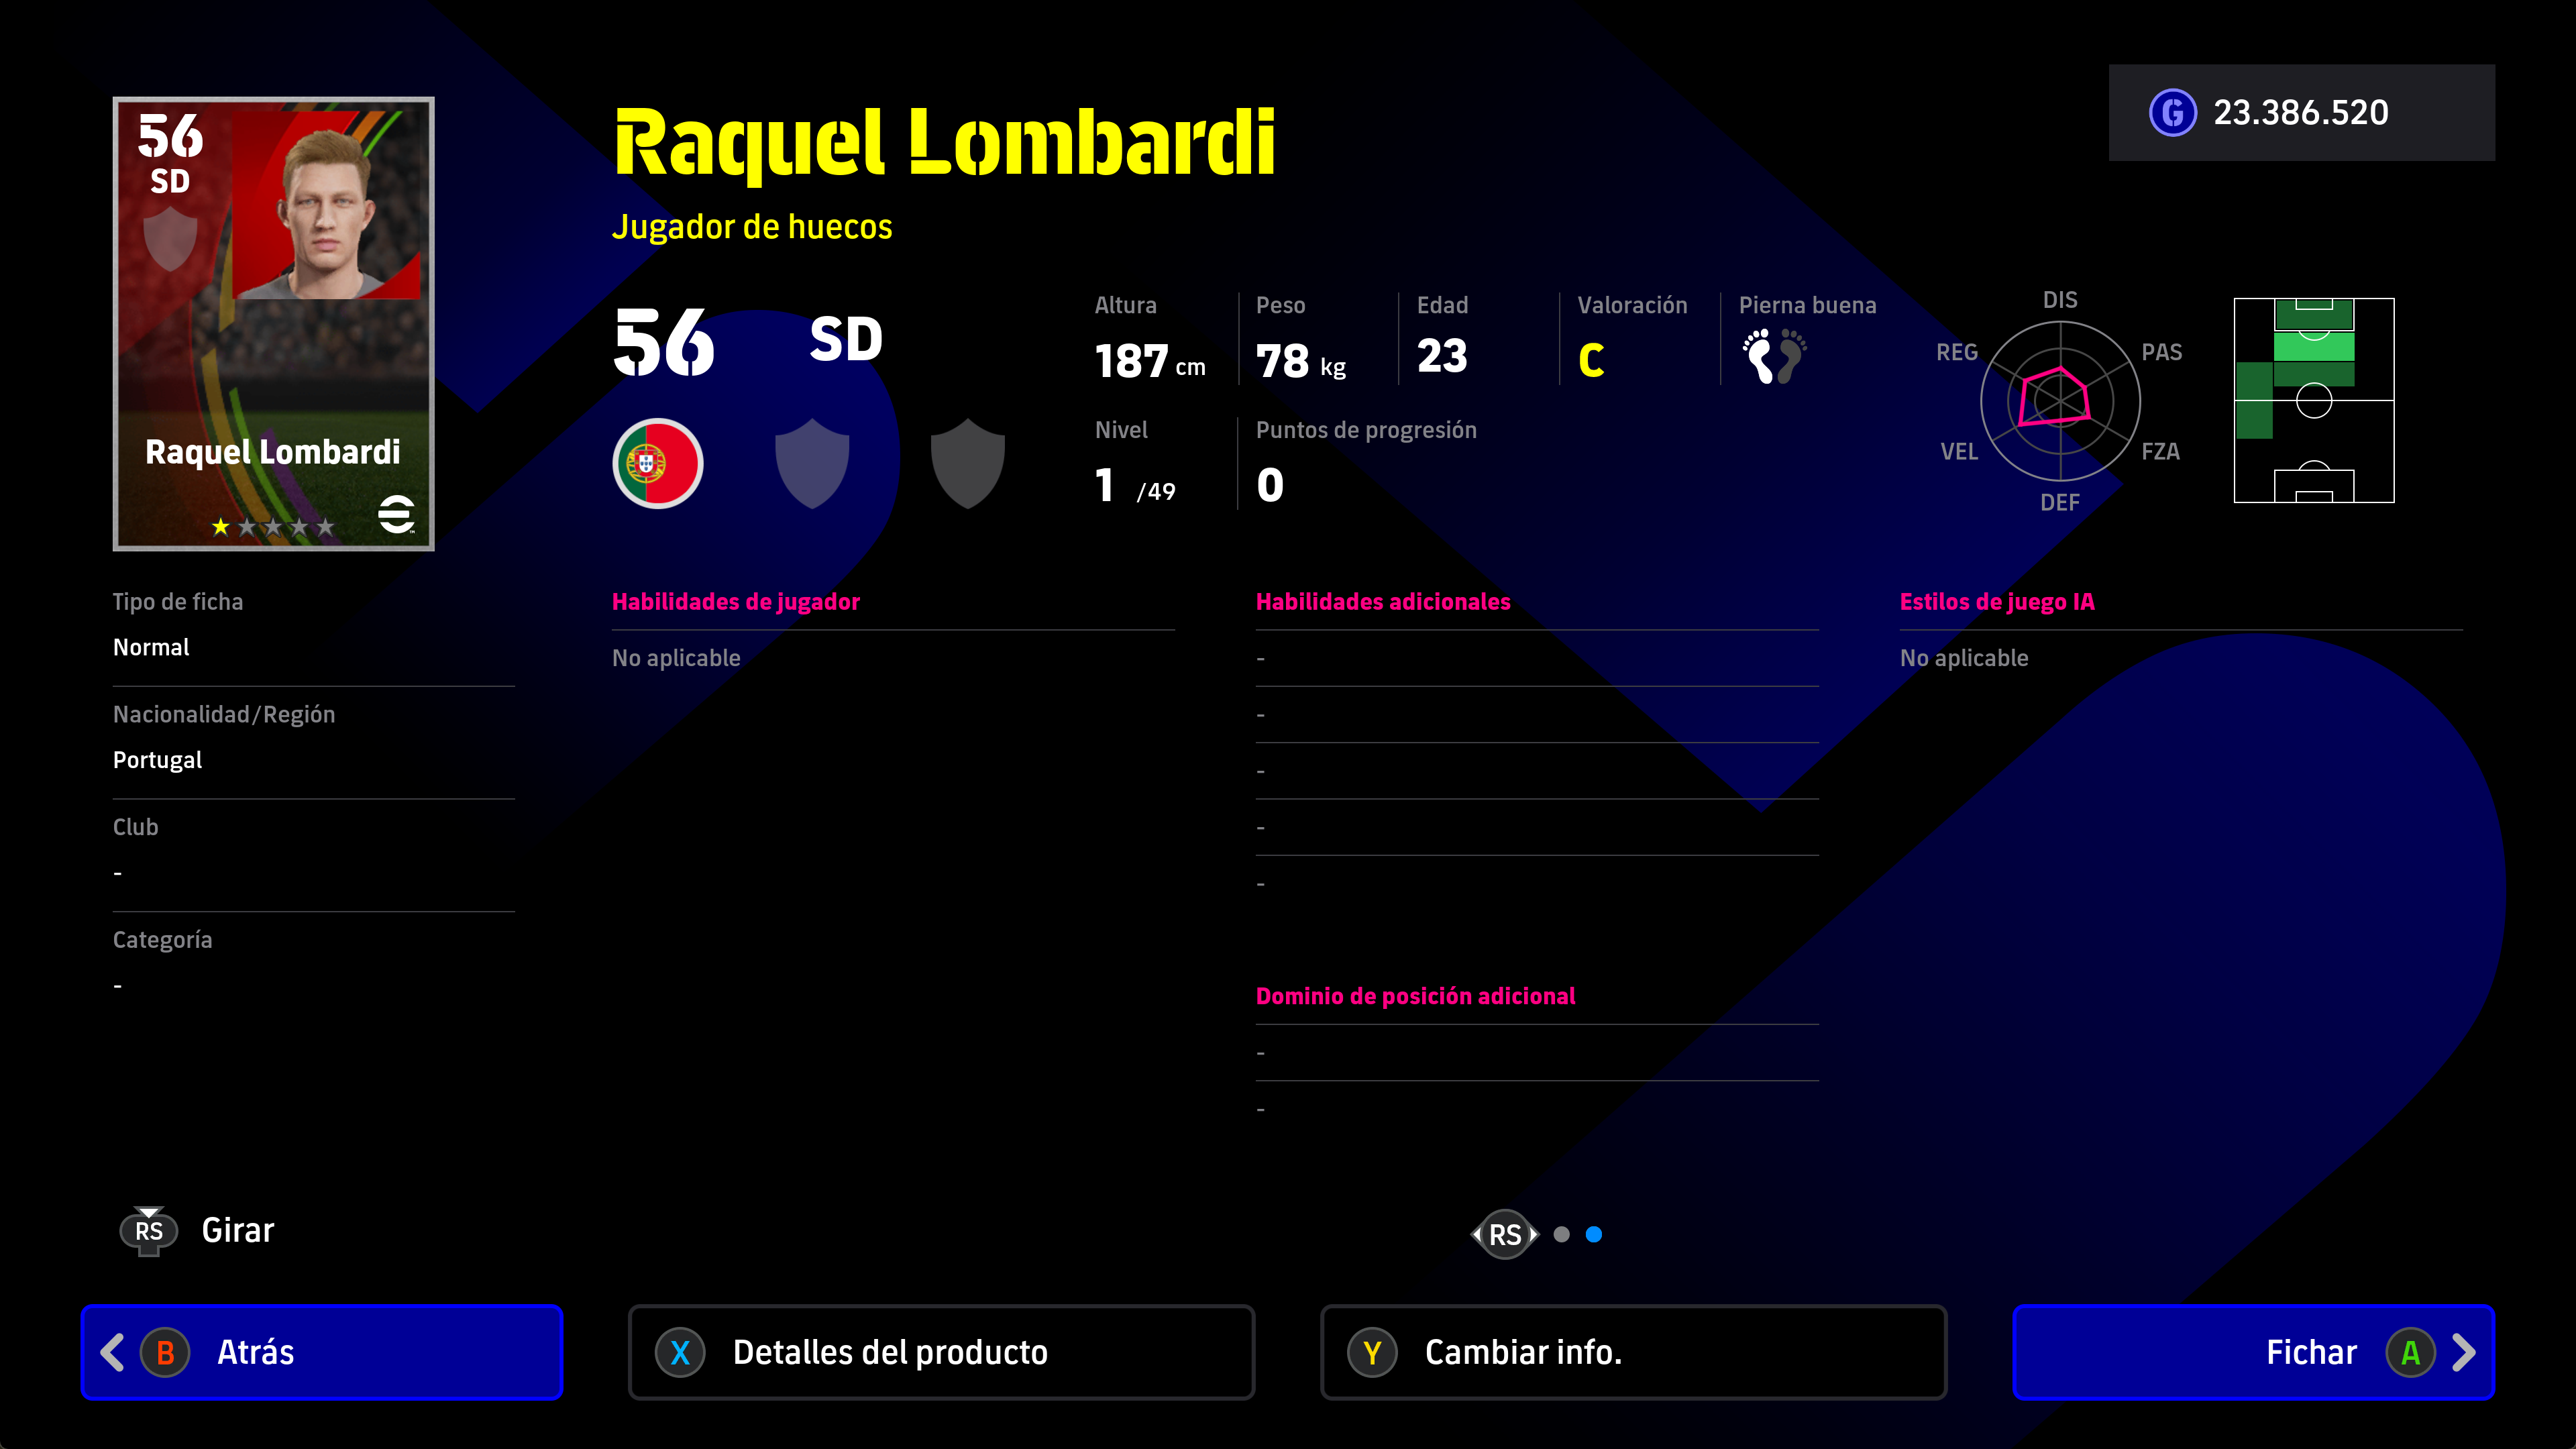 56
SD
Raquel Lombardi
Raquel Lombardi
Jugador de huecos
G 23.386.520
56 SD
Altura
187 cm
Peso
78 kg
Edad
23
Valoración
C
Pierna buena
Nivel
1 /49
Puntos de progresión
0
DIS
REG PAS
VEL FZA
DEF
Tipo de ficha
Normal
Nacionalidad/Región
Portugal
Club
-
Categoría
-
Habilidades de jugador
No aplicable
Habilidades adicionales
-
-
-
-
-
Dominio de posición adicional
-
-
Estilos de juego IA
No aplicable
RS Girar
RS
B Atrás
X Detalles del producto
Y Cambiar info.
Fichar A